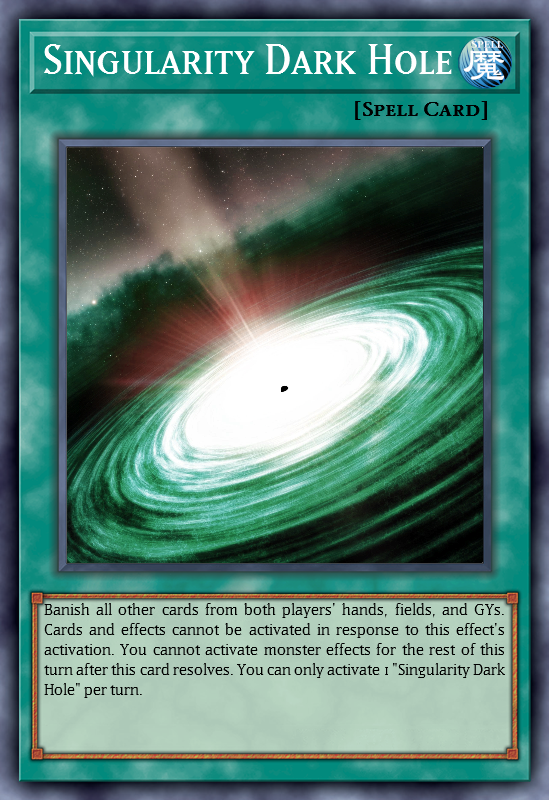 Singularity Dark Hole
SPELL
魔
[Spell Card]
Banish all other cards from both players' hands, fields, and GYs.
Cards and effects cannot be activated in response to this effect's
activation. You cannot activate monster effects for the rest of this
turn after this card resolves. You can only activate 1 "Singularity Dark
Hole" per turn.